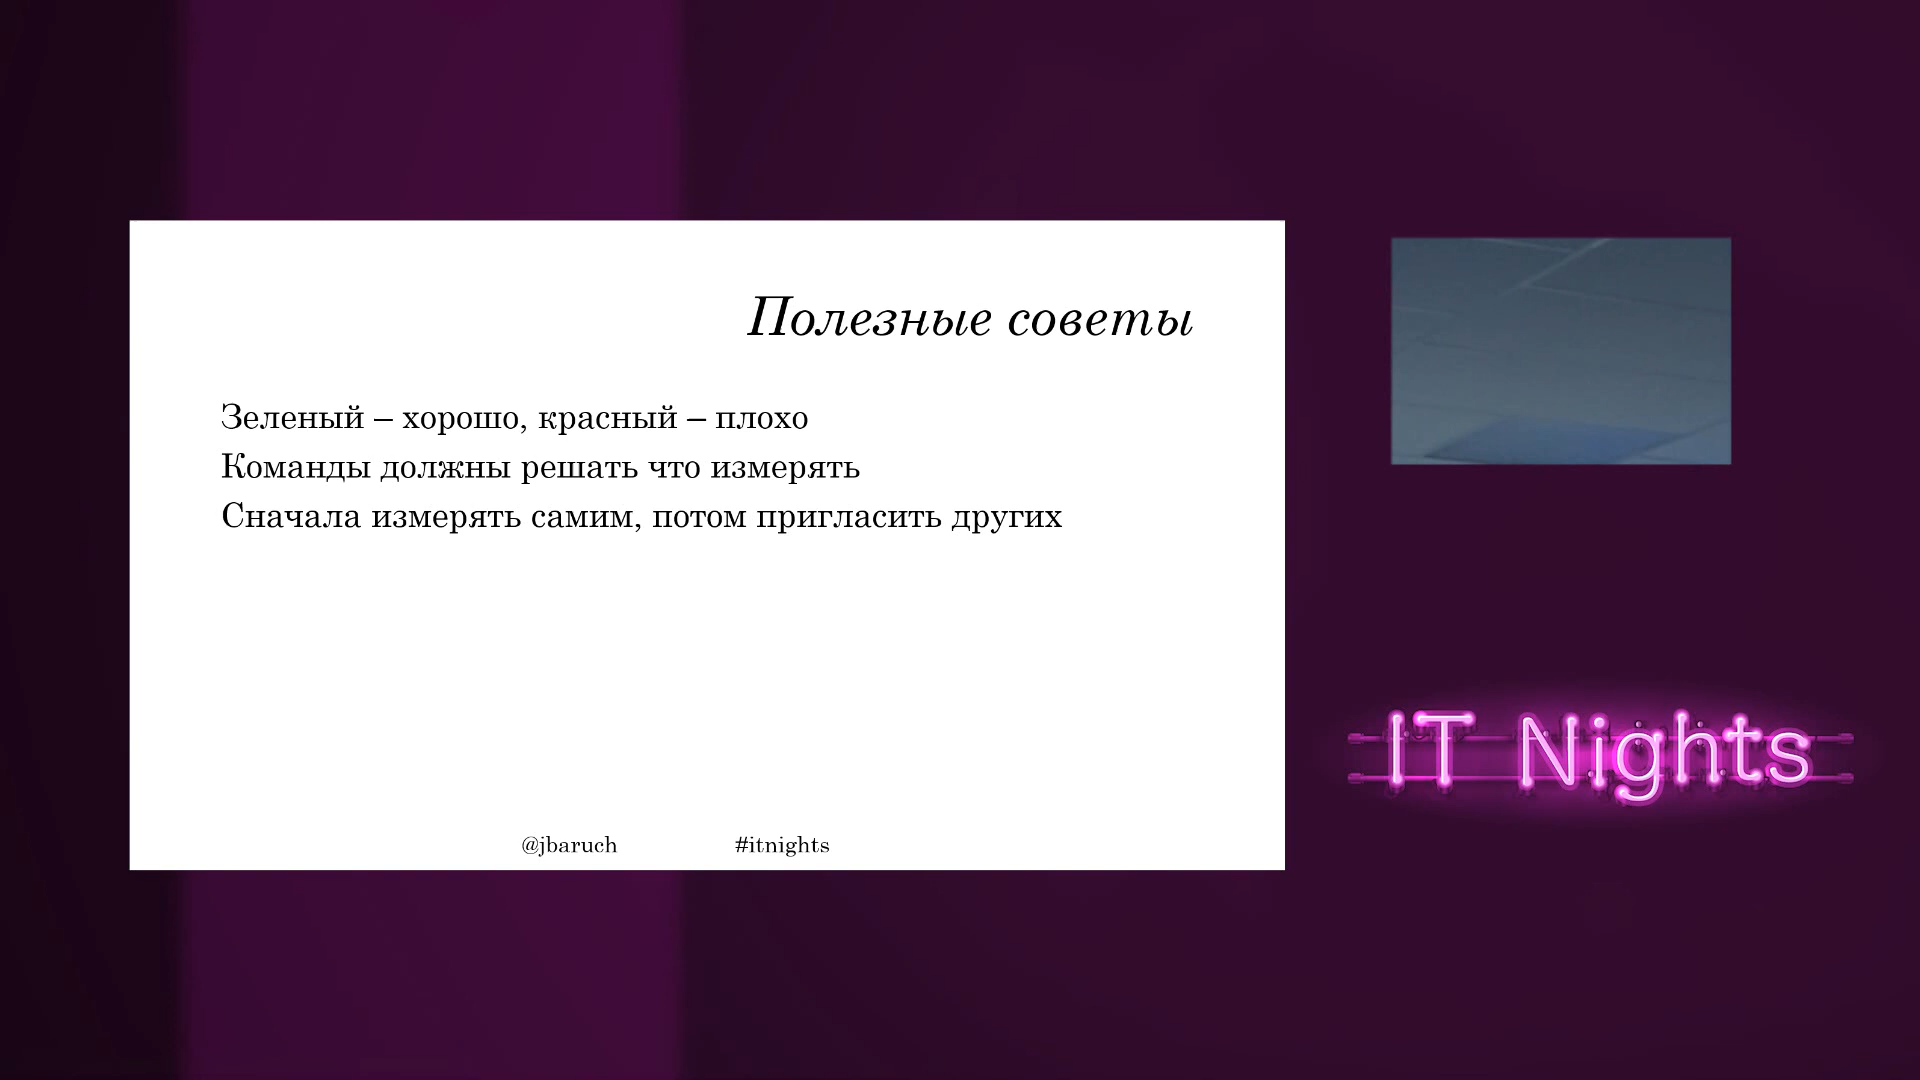 Полезные советы
Зеленый – хорошо, красный – плохо
Команды должны решать что измерять
Сначала измерять самим, потом пригласить других
@jbaruch #itnights
IT Nights